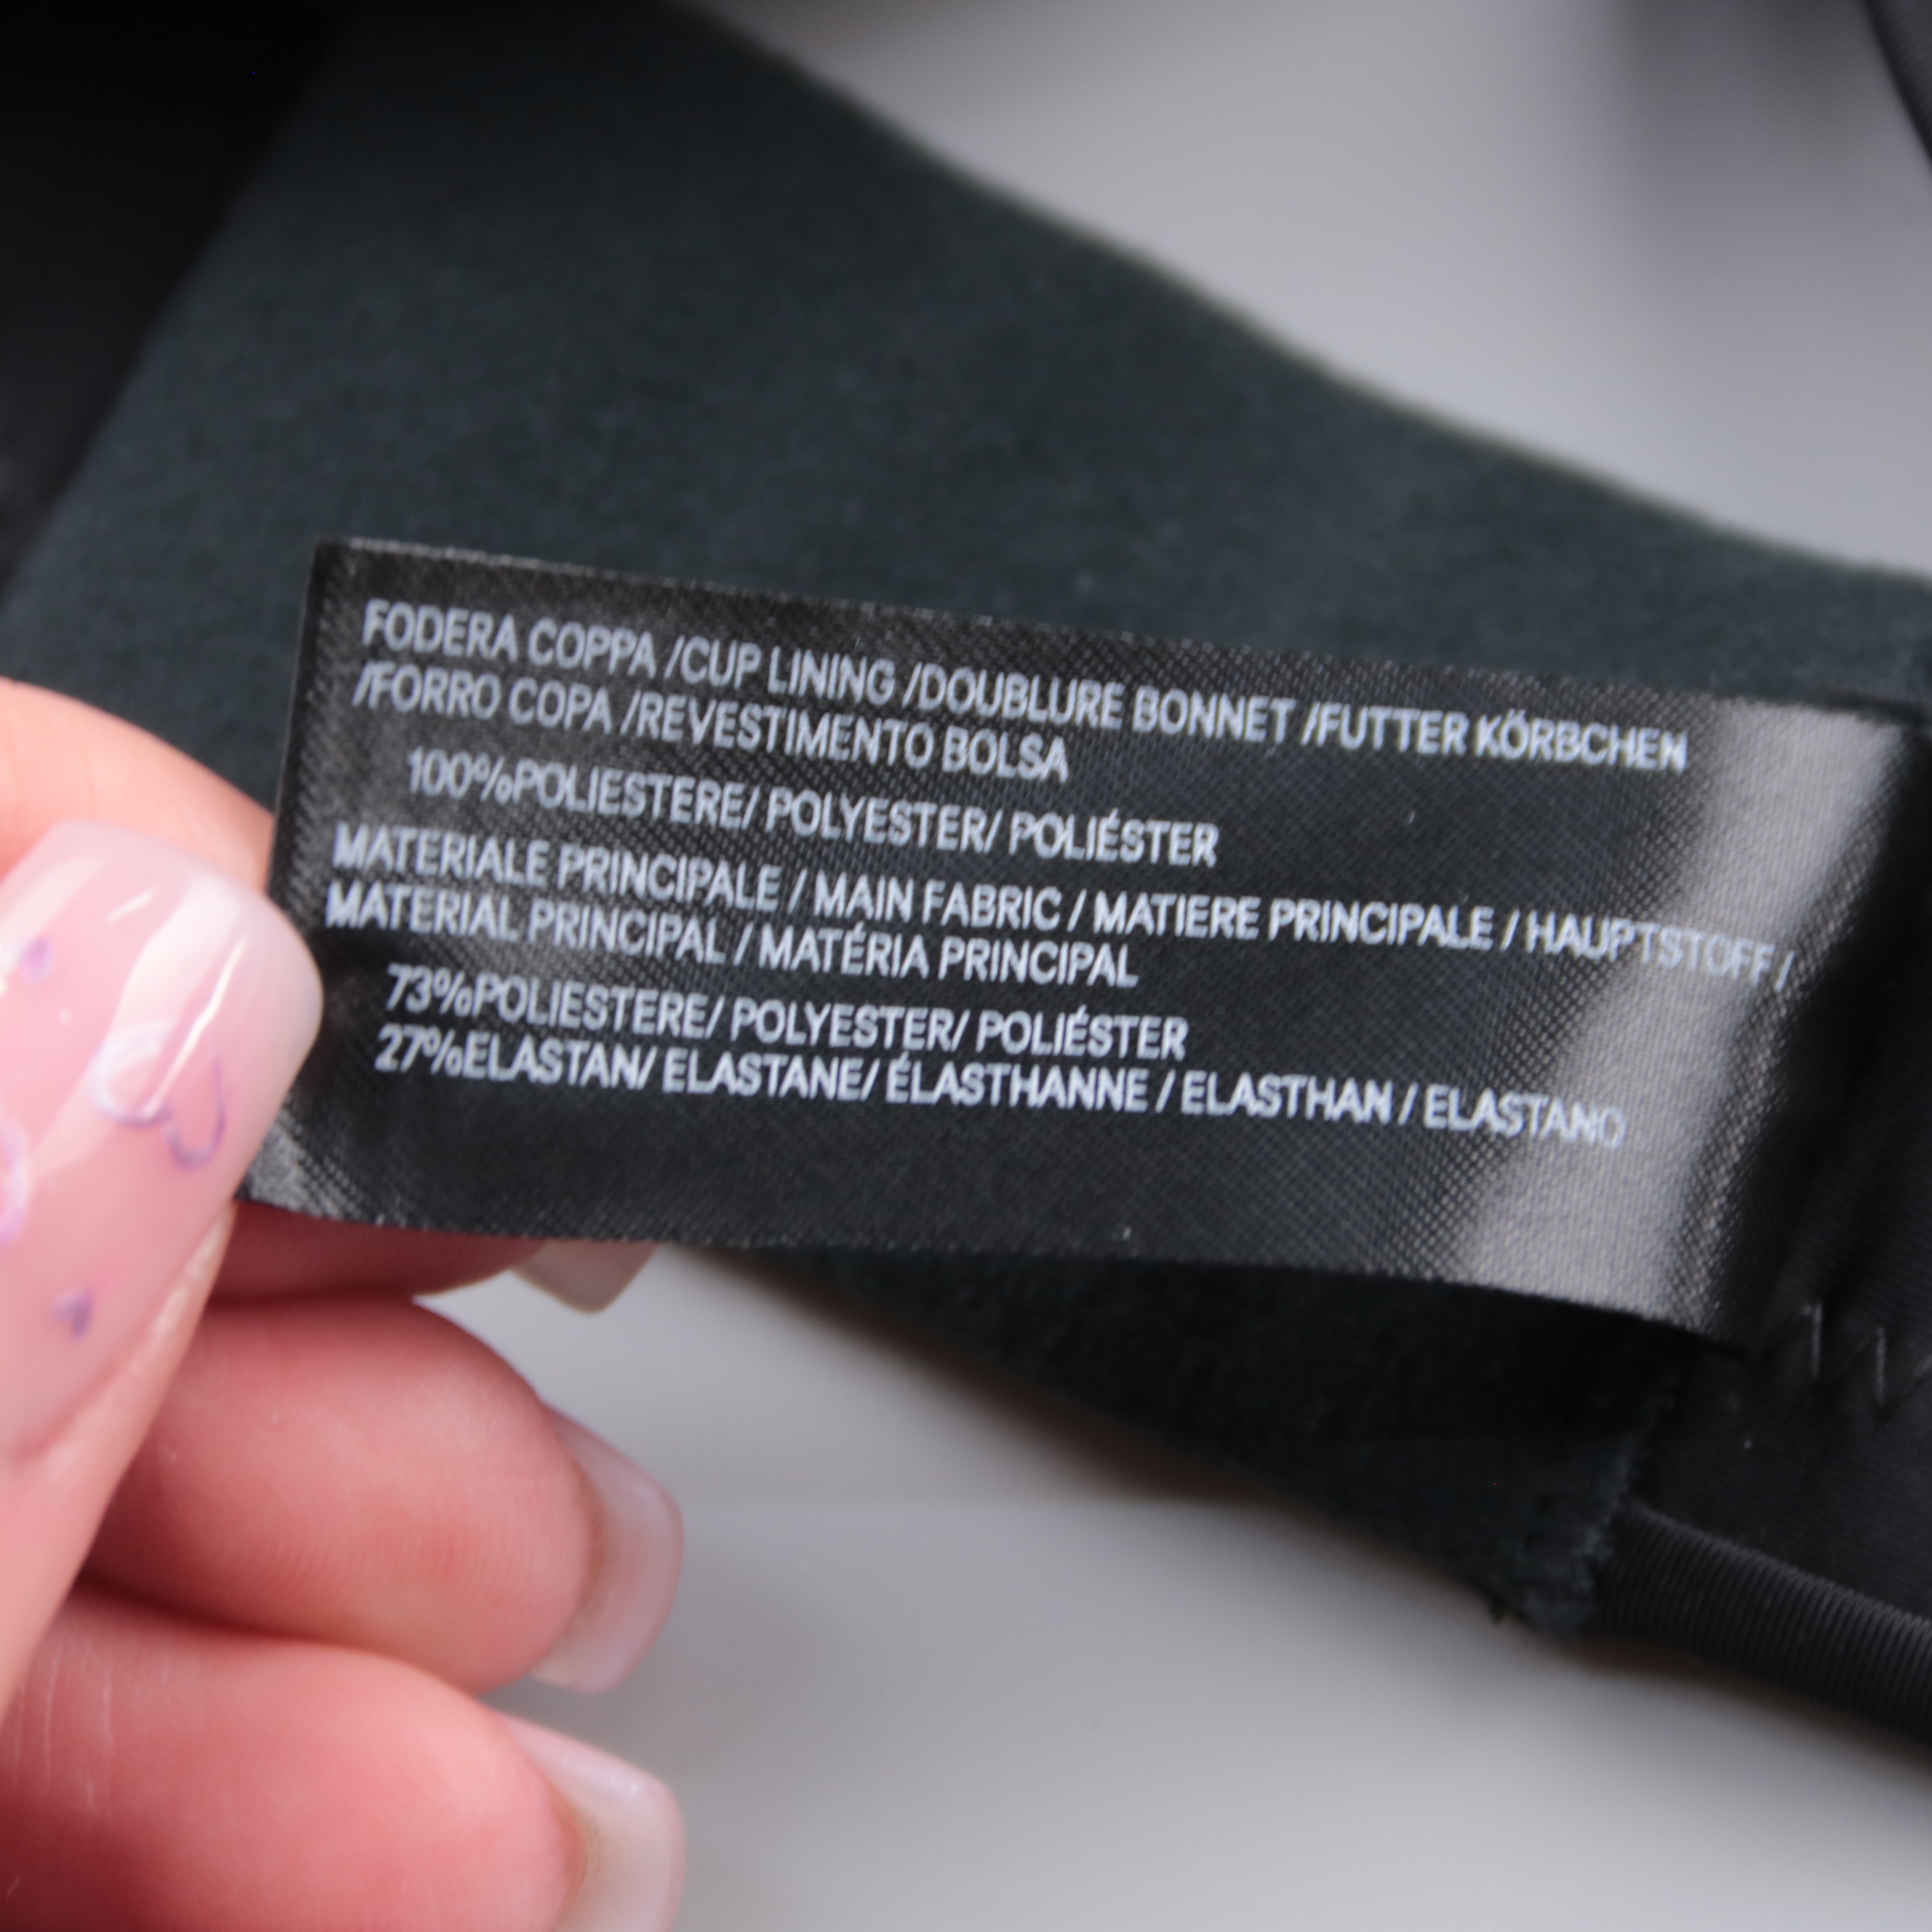 FODERA COPPA /CUP LINING /DOUBLURE BONNET /FUTTER KÖRBCHEN
/FORRO COPA /REVESTIMENTO BOLSA
100%POLIESTERE/ POLYESTER/ POLIÉSTER
MATERIALE PRINCIPALE / MAIN FABRIC / MATIERE PRINCIPALE / HAUPTSTOFF /
MATERIAL PRINCIPAL / MATÉRIA PRINCIPAL
73%POLIESTERE/ POLYESTER/ POLIÉSTER
27%ELASTAN/ ELASTANE/ ÉLASTHANNE / ELASTHAN / ELASTANO